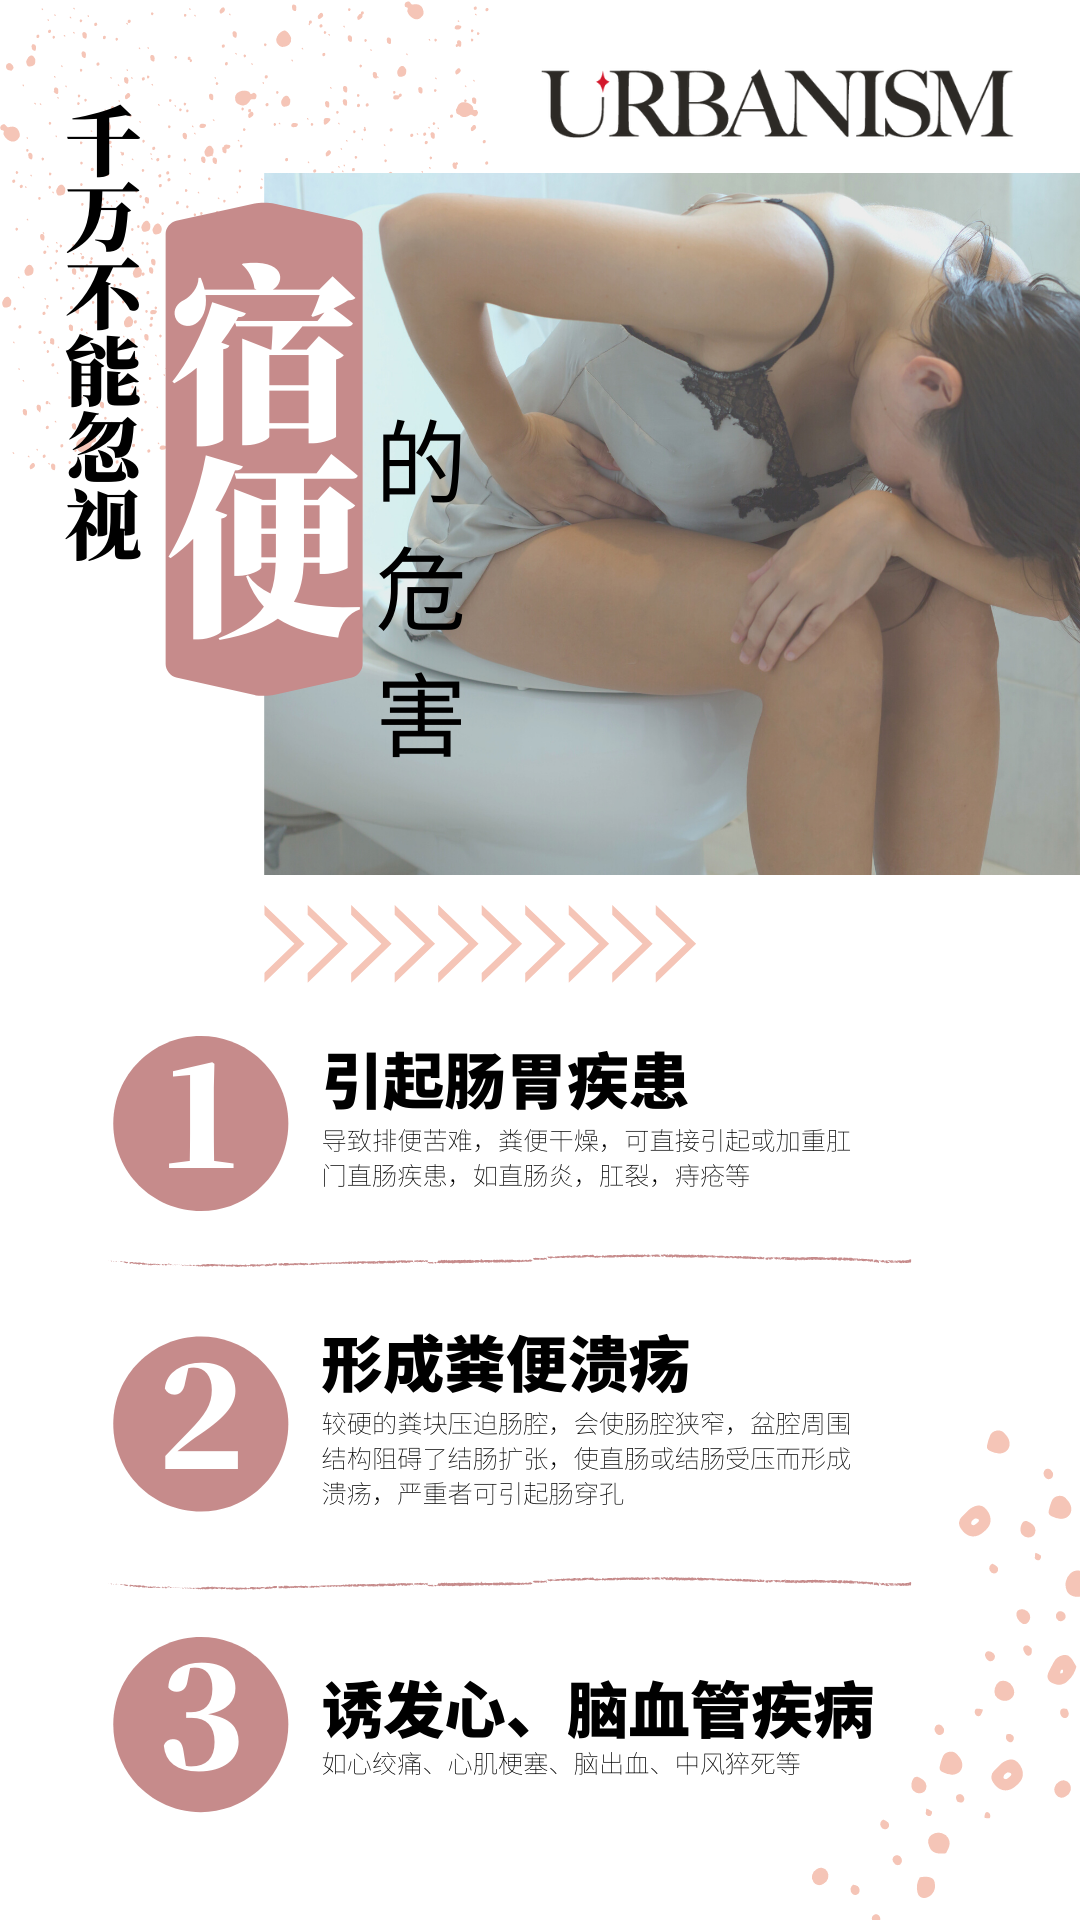 URBANISM
千万不能忽视
宿便
的危害
1
引起肠胃疾患
导致排便苦难，粪便干燥，可直接引起或加重肛
门直肠疾患，如直肠炎，肛裂，痔疮等
2
形成粪便溃疡
较硬的粪块压迫肠腔，会使肠腔狭窄，盆腔周围
结构阻碍了结肠扩张，使直肠或结肠受压而形成
溃疡，严重者可引起肠穿孔
3
诱发心、脑血管疾病
如心绞痛、心肌梗塞、脑出血、中风猝死等